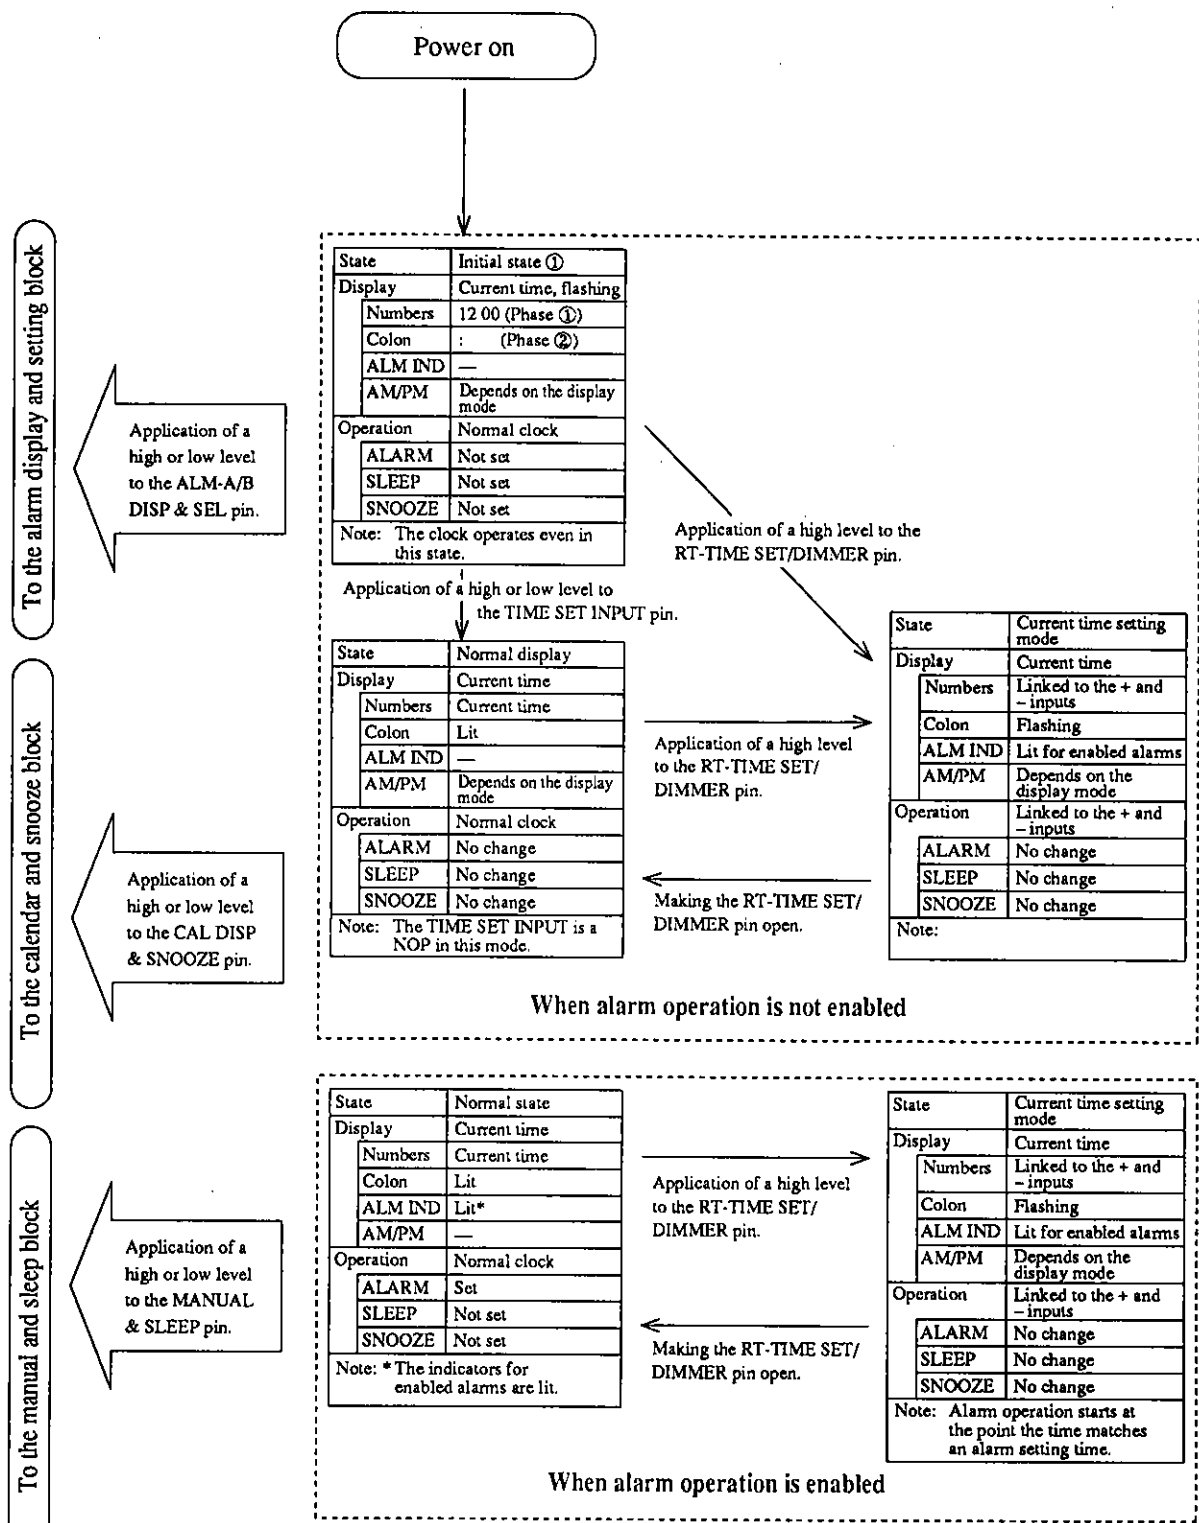 Power on
To the alarm display and setting block
Application of a
high or low level
to the ALM-A/B
DISP & SEL pin.
State Initial state ①
Display Current time, flashing
Numbers 12 00 (Phase ①)
Colon : (Phase ②)
ALM IND —
AM/PM Depends on the display
mode
Operation Normal clock
ALARM Not set
SLEEP Not set
SNOOZE Not set
Note: The clock operates even in
this state.
Application of a high level to the
RT-TIME SET/DIMMER pin.
Application of a high or low level to
the TIME SET INPUT pin.
To the calendar and snooze block
Application of a
high or low level
to the CAL DISP
& SNOOZE pin.
State Normal display
Display Current time
Numbers Current time
Colon Lit
ALM IND —
AM/PM Depends on the display
mode
Operation Normal clock
ALARM No change
SLEEP No change
SNOOZE No change
Note: The TIME SET INPUT is a
NOP in this mode.
Application of a high level
to the RT-TIME SET/
DIMMER pin.
Making the RT-TIME SET/
DIMMER pin open.
State Current time setting
mode
Display Current time
Numbers Linked to the + and
– inputs
Colon Flashing
ALM IND Lit for enabled alarms
AM/PM Depends on the
display mode
Operation Linked to the + and
– inputs
ALARM No change
SLEEP No change
SNOOZE No change
Note:
When alarm operation is not enabled
To the manual and sleep block
Application of a
high or low level
to the MANUAL
& SLEEP pin.
State Normal state
Display Current time
Numbers Current time
Colon Lit
ALM IND Lit*
AM/PM —
Operation Normal clock
ALARM Set
SLEEP Not set
SNOOZE Not set
Note: * The indicators for
enabled alarms are lit.
Application of a high level
to the RT-TIME SET/
DIMMER pin.
Making the RT-TIME SET/
DIMMER pin open.
State Current time setting
mode
Display Current time
Numbers Linked to the + and
– inputs
Colon Flashing
ALM IND Lit for enabled alarms
AM/PM Depends on the
display mode
Operation Linked to the + and
– inputs
ALARM No change
SLEEP No change
SNOOZE No change
Note: Alarm operation starts at
the point the time matches
an alarm setting time.
When alarm operation is enabled